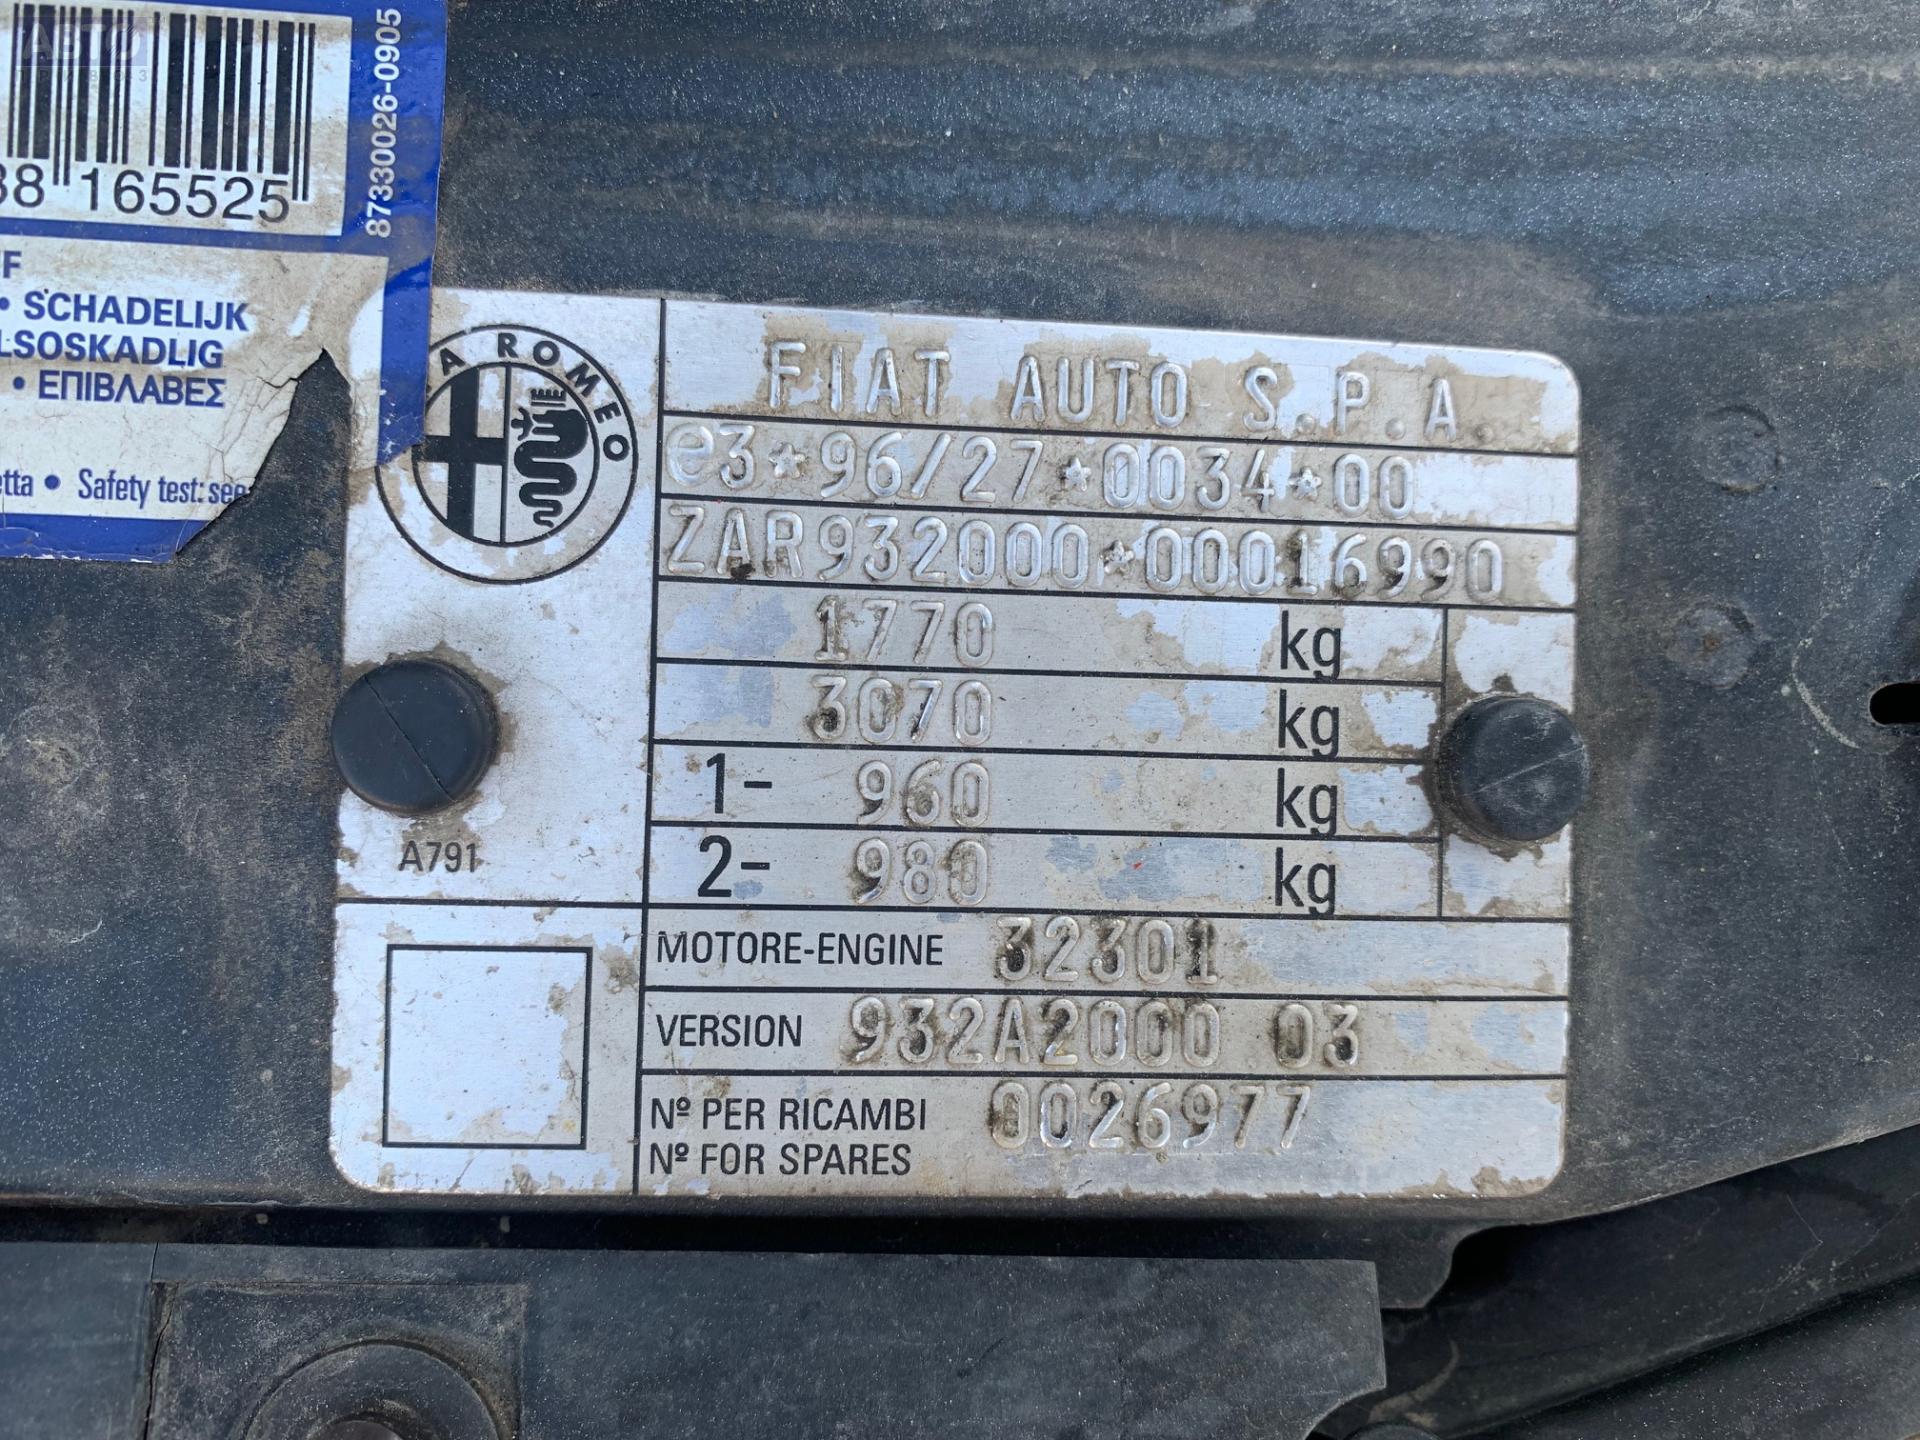 АВТО
38 165525
87330026-0905
F
• SCHADELIJK
LSOSKADLIG
• ΕΠΙΒΛΑΒΕΣ
etta • Safety test: see
A ROMEO
FIAT AUTO S.P.A.
e3*96/27*0034*00
ZAR932000*00016990
1770 kg
3070 kg
1- 960 kg
2- 980 kg
A791
MOTORE-ENGINE 32301
VERSION 932A2000 03
Nº PER RICAMBI 0026977
Nº FOR SPARES